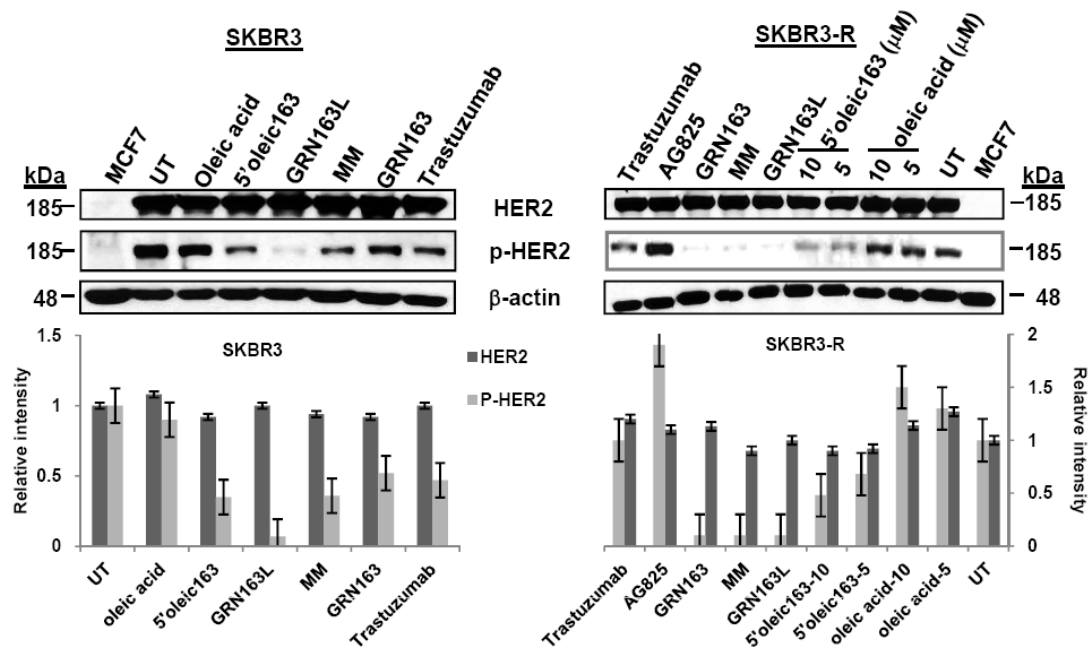 SKBR3
SKBR3-R
kDa
MCF7
UT
Oleic acid
5'oleic163
GRN163L
MM
GRN163
Trastuzumab
Trastuzumab
AG825
GRN163
MM
GRN163L
5'oleic163 (μM)
10
5
oleic acid (μM)
10
5
UT
MCF7
kDa
185
HER2
185
185
p-HER2
185
48
β-actin
48
SKBR3
HER2
P-HER2
Relative intensity
1.5
1
0.5
0
UT
oleic acid
5'oleic163
GRN163L
MM
GRN163
Trastuzumab
SKBR3-R
2
1.5
1
0.5
0
Relative intensity
Trastuzumab
AG825
GRN163
MM
GRN163L
5'oleic163-10
5'oleic163-5
oleic acid-10
oleic acid-5
UT